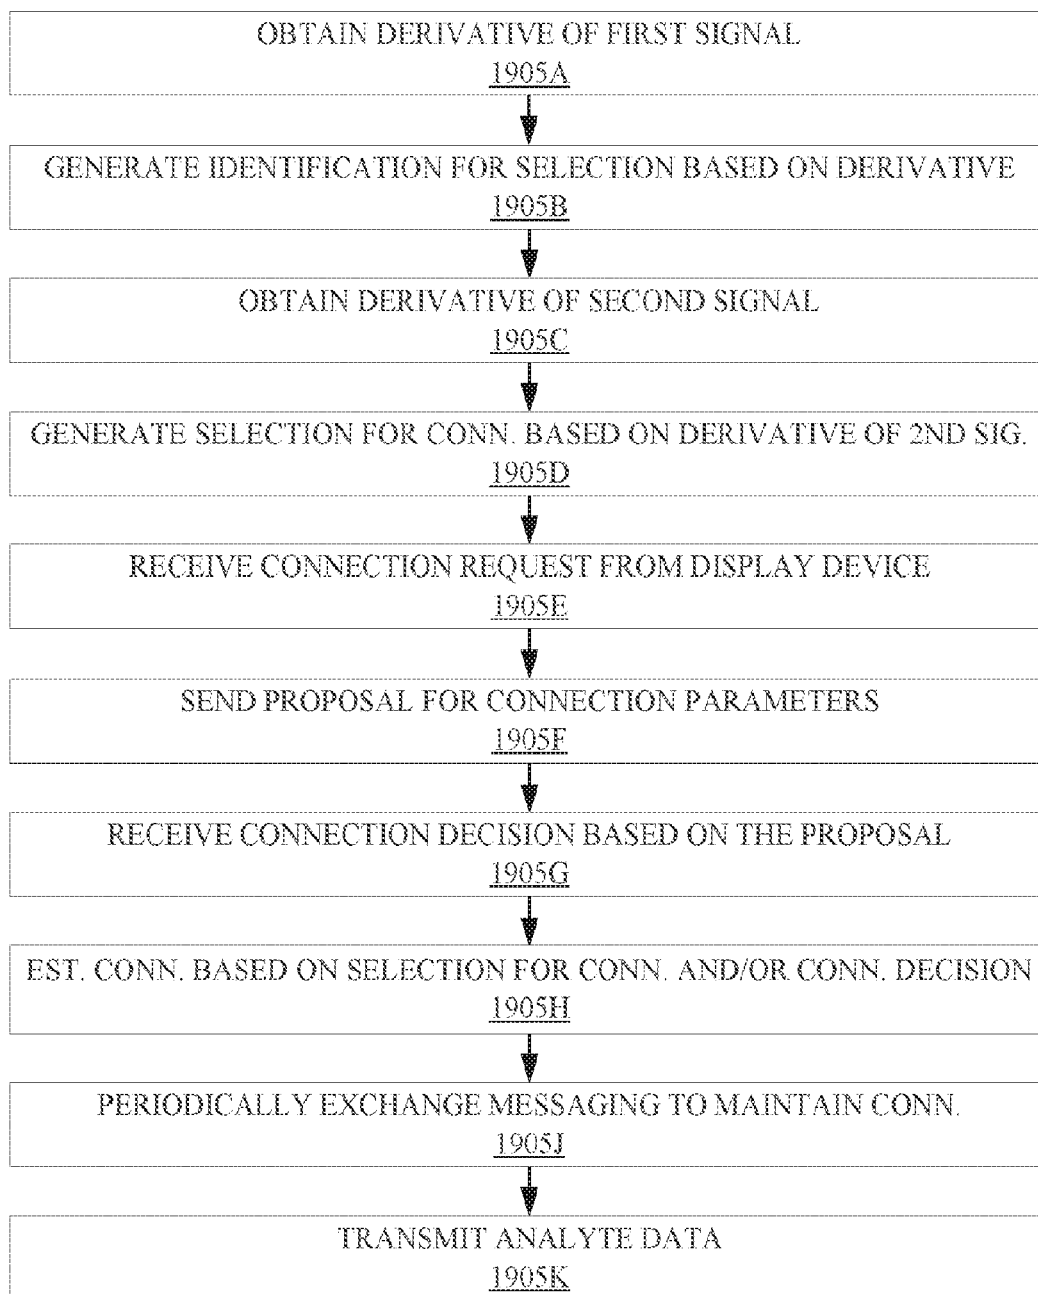 OBTAIN DERIVATIVE OF FIRST SIGNAL
1905A
GENERATE IDENTIFICATION FOR SELECTION BASED ON DERIVATIVE
1905B
OBTAIN DERIVATIVE OF SECOND SIGNAL
1905C
GENERATE SELECTION FOR CONN. BASED ON DERIVATIVE OF 2ND SIG.
1905D
RECEIVE CONNECTION REQUEST FROM DISPLAY DEVICE
1905E
SEND PROPOSAL FOR CONNECTION PARAMETERS
1905F
RECEIVE CONNECTION DECISION BASED ON THE PROPOSAL
1905G
EST. CONN. BASED ON SELECTION FOR CONN. AND/OR CONN. DECISION
1905H
PERIODICALLY EXCHANGE MESSAGING TO MAINTAIN CONN.
1905J
TRANSMIT ANALYTE DATA
1905K